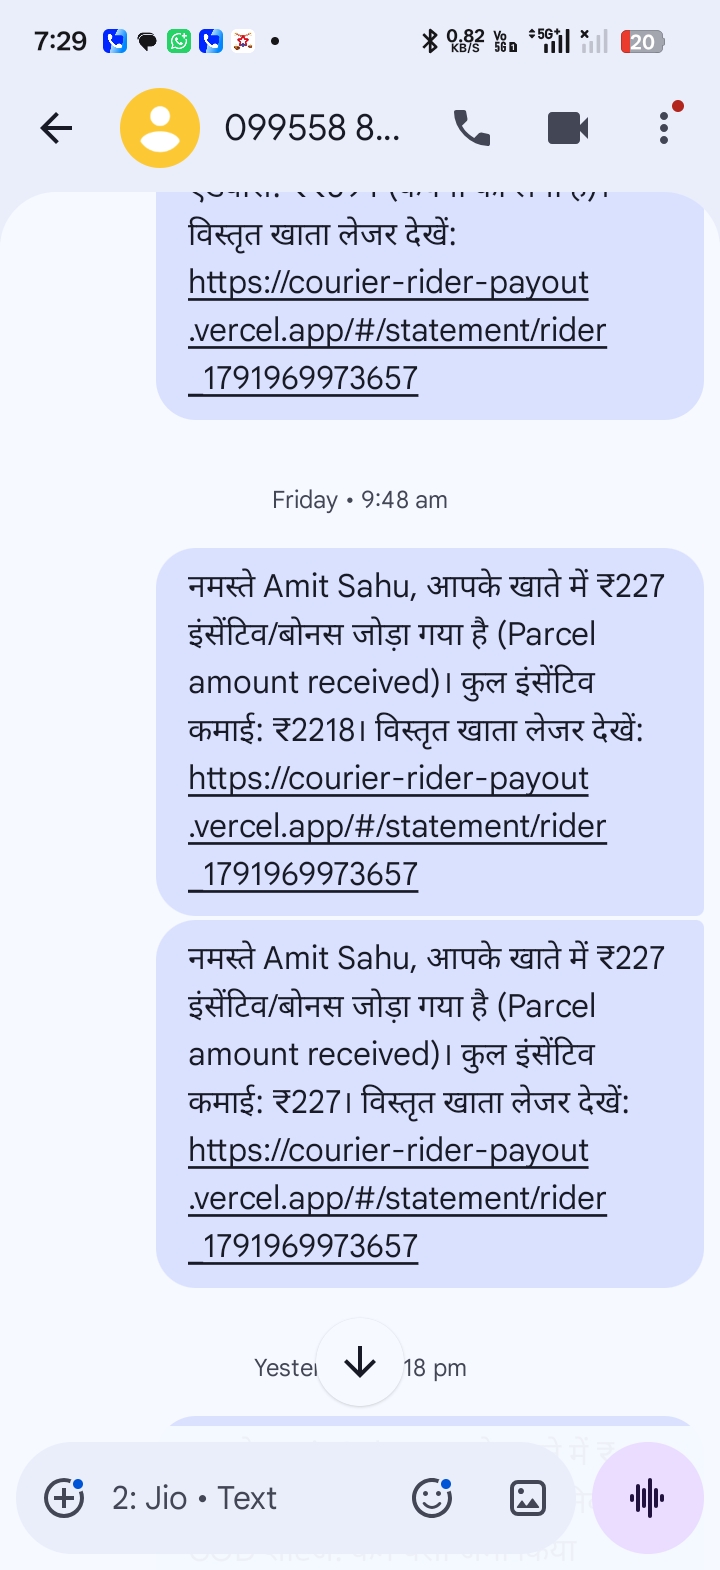 7:29
0.82
KB/S
Vo
5G
5G+
20
099558 8...
विस्तृत खाता लेजर देखें:
https://courier-rider-payout
.vercel.app/#/statement/rider
_1791969973657
Friday • 9:48 am
नमस्ते Amit Sahu, आपके खाते में ₹227
इंसेंटिव/बोनस जोड़ा गया है (Parcel
amount received)। कुल इंसेंटिव
कमाई: ₹2218। विस्तृत खाता लेजर देखें:
https://courier-rider-payout
.vercel.app/#/statement/rider
_1791969973657
नमस्ते Amit Sahu, आपके खाते में ₹227
इंसेंटिव/बोनस जोड़ा गया है (Parcel
amount received)। कुल इंसेंटिव
कमाई: ₹227। विस्तृत खाता लेजर देखें:
https://courier-rider-payout
.vercel.app/#/statement/rider
_1791969973657
18 pm
2: Jio • Text